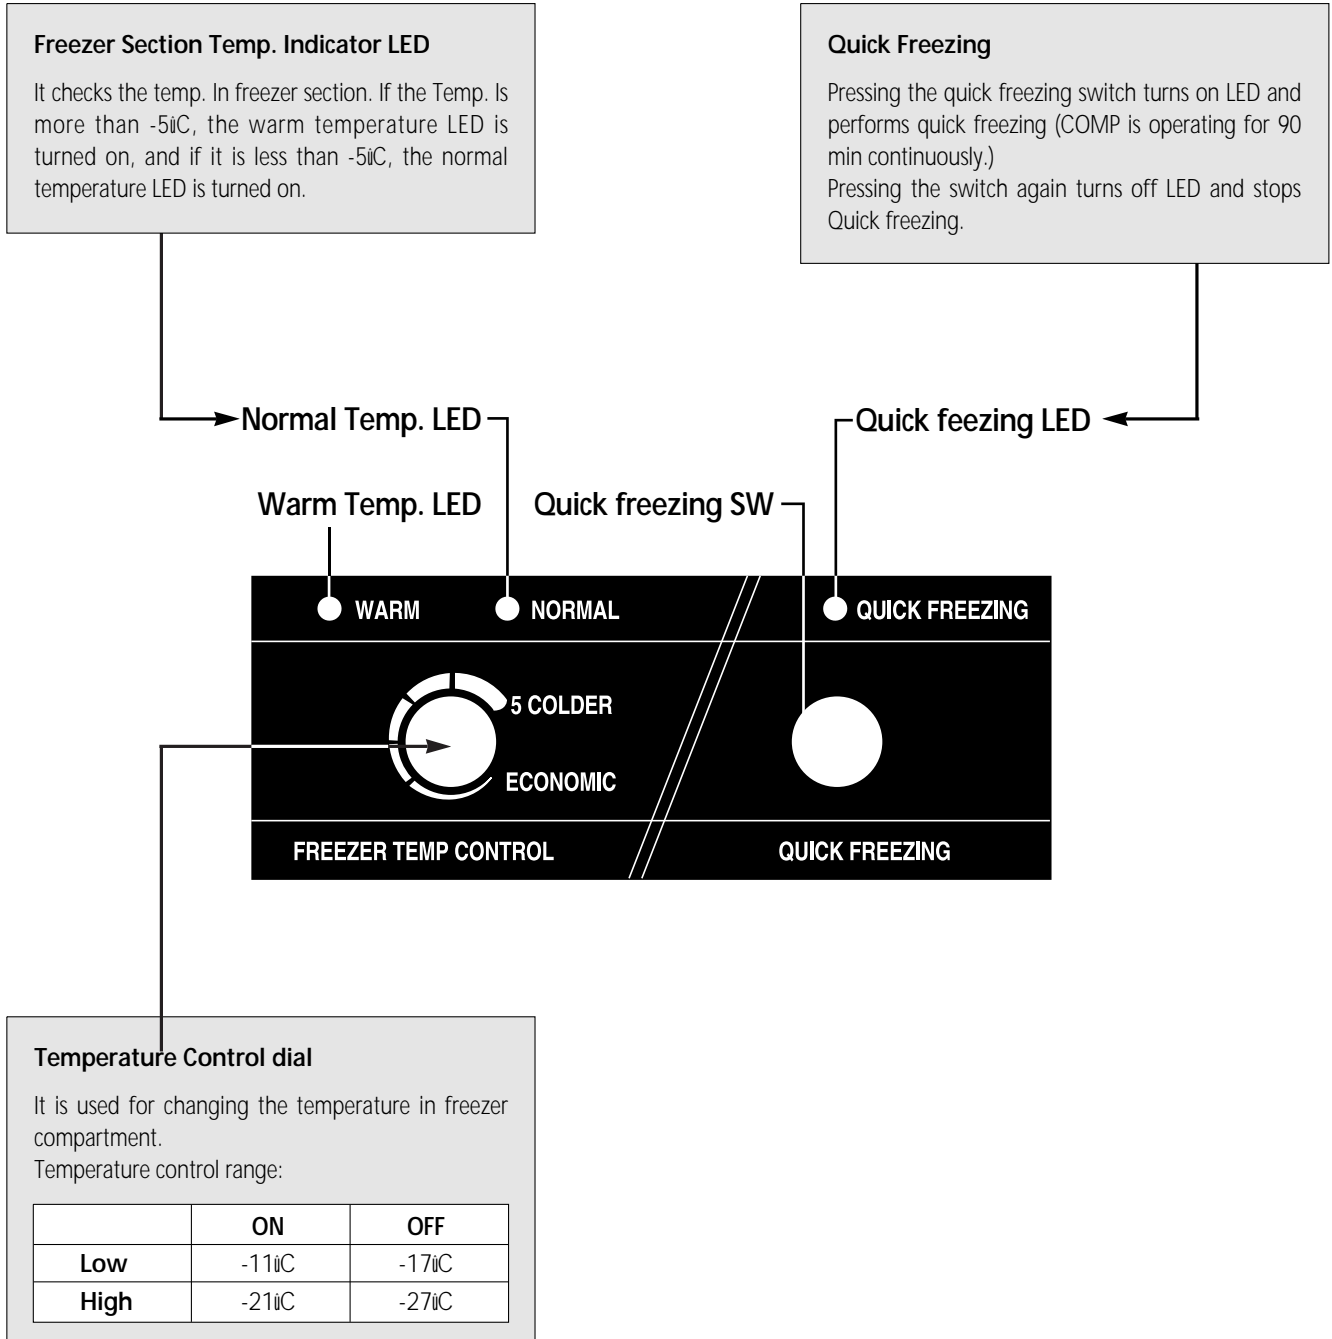 Freezer Section Temp. Indicator LED
It checks the temp. In freezer section. If the Temp. Is
more than -5ûC, the warm temperature LED is
turned on, and if it is less than -5ûC, the normal
temperature LED is turned on.
Quick Freezing
Pressing the quick freezing switch turns on LED and
performs quick freezing (COMP is operating for 90
min continuously.)
Pressing the switch again turns off LED and stops
Quick freezing.
Normal Temp. LED
Quick feezing LED
Warm Temp. LED
Quick freezing SW
WARM
NORMAL
QUICK FREEZING
5 COLDER
ECONOMIC
FREEZER TEMP CONTROL
QUICK FREEZING
Temperature Control dial
It is used for changing the temperature in freezer
compartment.
Temperature control range:
ON OFF
Low -11ûC -17ûC
High -21ûC -27ûC